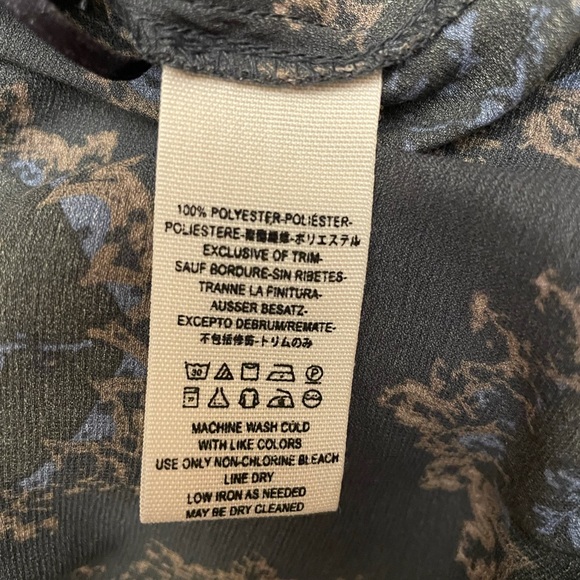 100% POLYESTER-POLIÉSTER-
POLIESTERE-聚酯纖維-ポリエステル
EXCLUSIVE OF TRIM-
SAUF BORDURE-SIN RIBETES-
TRANNE LA FINITURA-
AUSSER BESATZ-
EXCEPTO DEBRUM/REMATE-
不包括修剪-トリムのみ
30 P
MACHINE WASH COLD
WITH LIKE COLORS
USE ONLY NON-CHLORINE BLEACH
LINE DRY
LOW IRON AS NEEDED
MAY BE DRY CLEANED